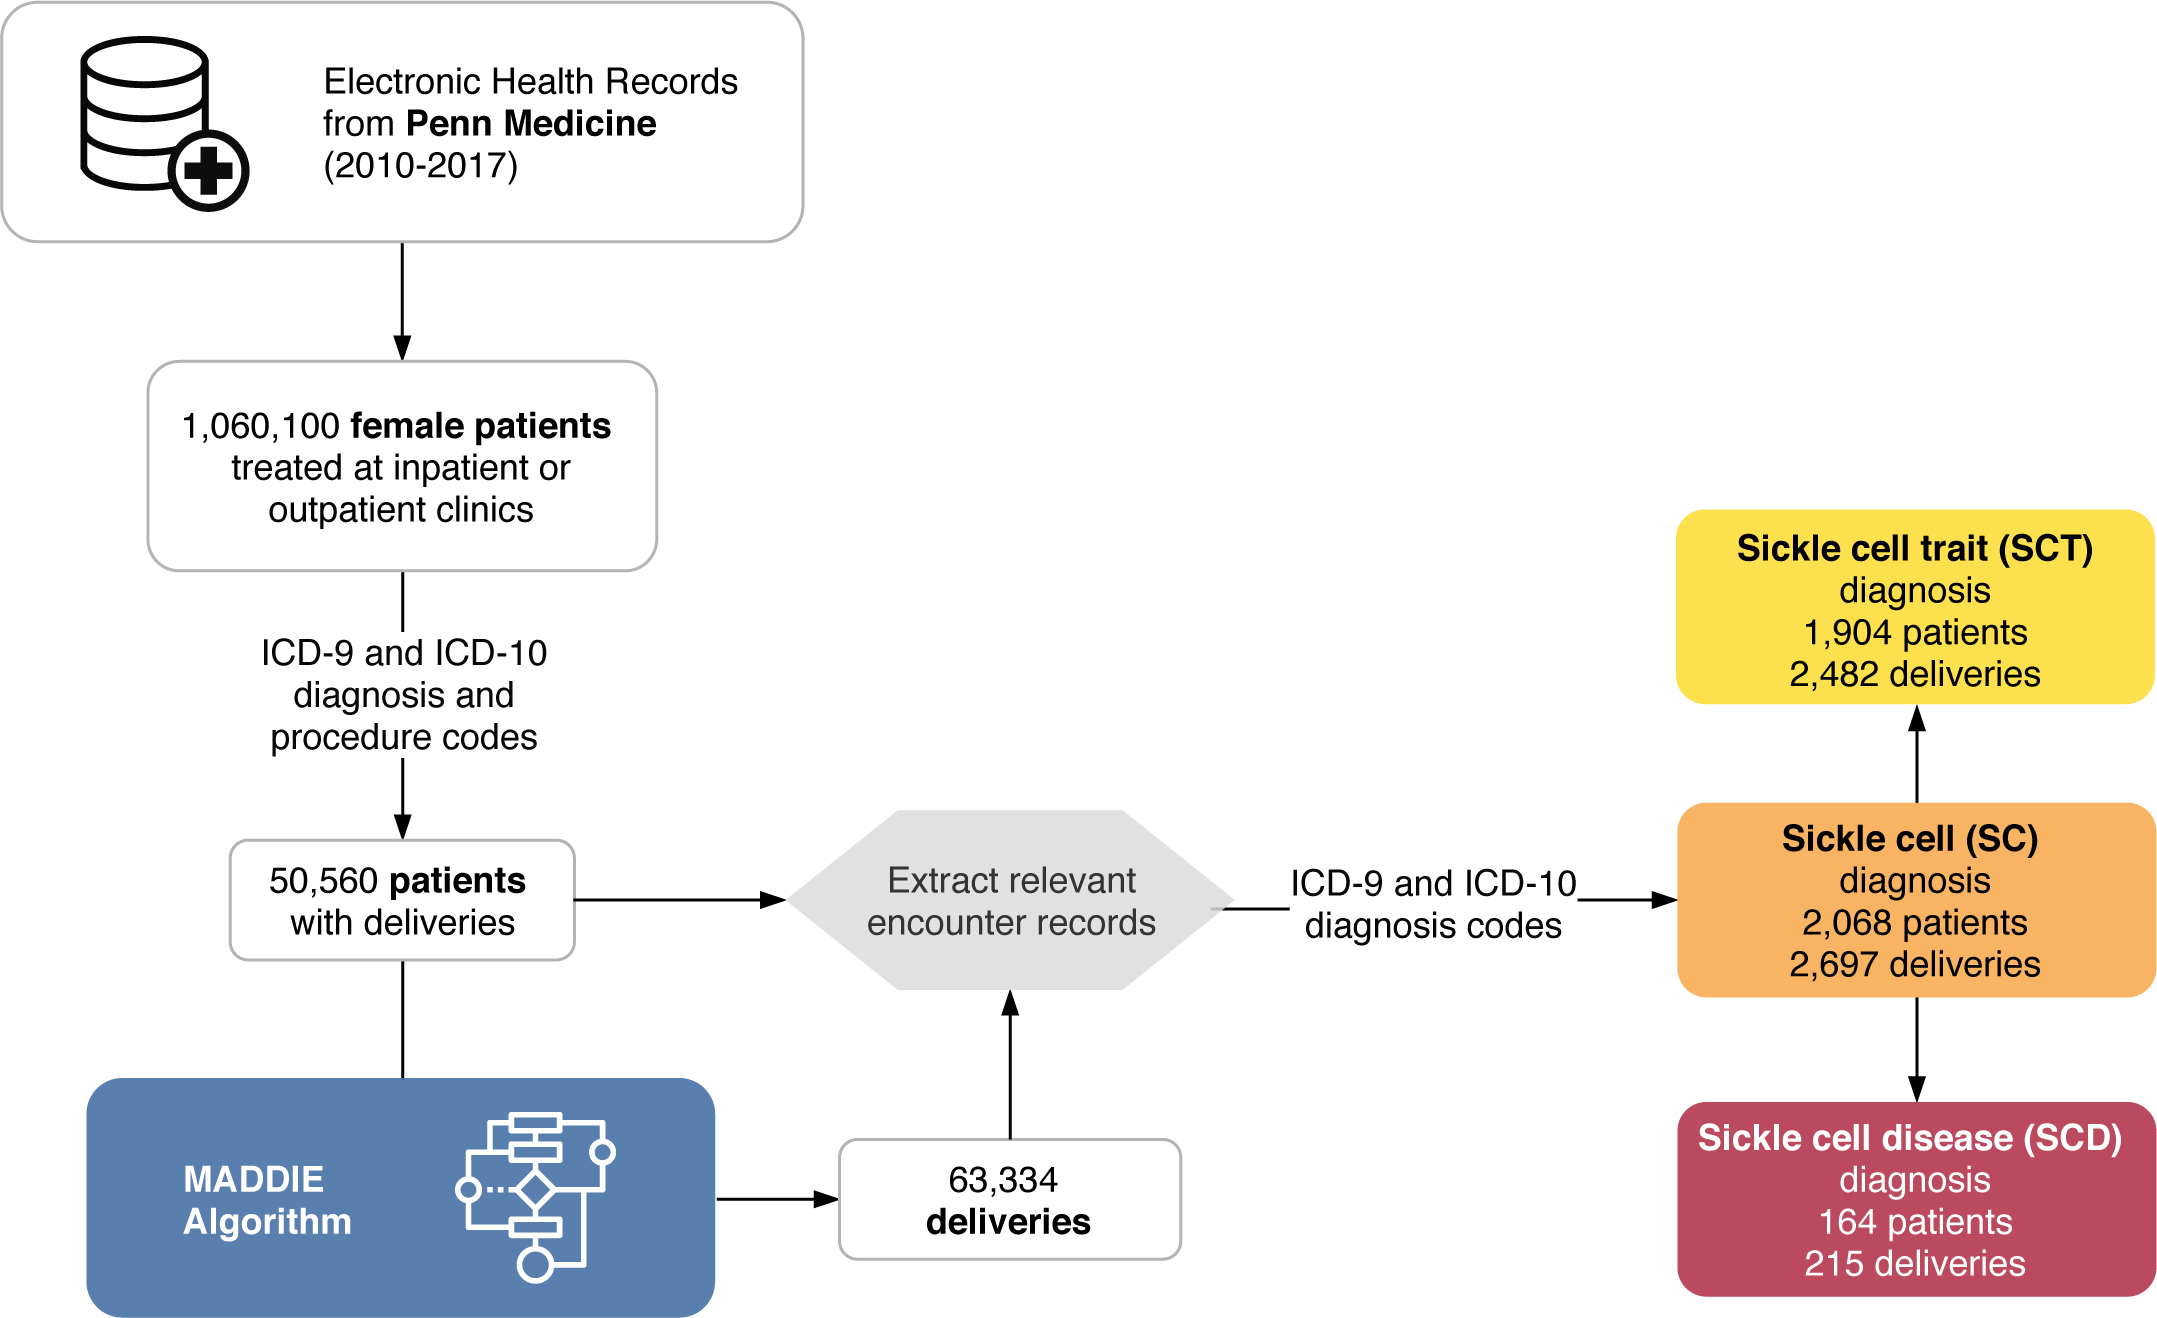 Electronic Health Records
from Penn Medicine
(2010-2017)
1,060,100 female patients
treated at inpatient or
outpatient clinics
ICD-9 and ICD-10
diagnosis and
procedure codes
50,560 patients
with deliveries
MADDIE
Algorithm
63,334
deliveries
Extract relevant
encounter records
ICD-9 and ICD-10
diagnosis codes
Sickle cell trait (SCT)
diagnosis
1,904 patients
2,482 deliveries
Sickle cell (SC)
diagnosis
2,068 patients
2,697 deliveries
Sickle cell disease (SCD)
diagnosis
164 patients
215 deliveries